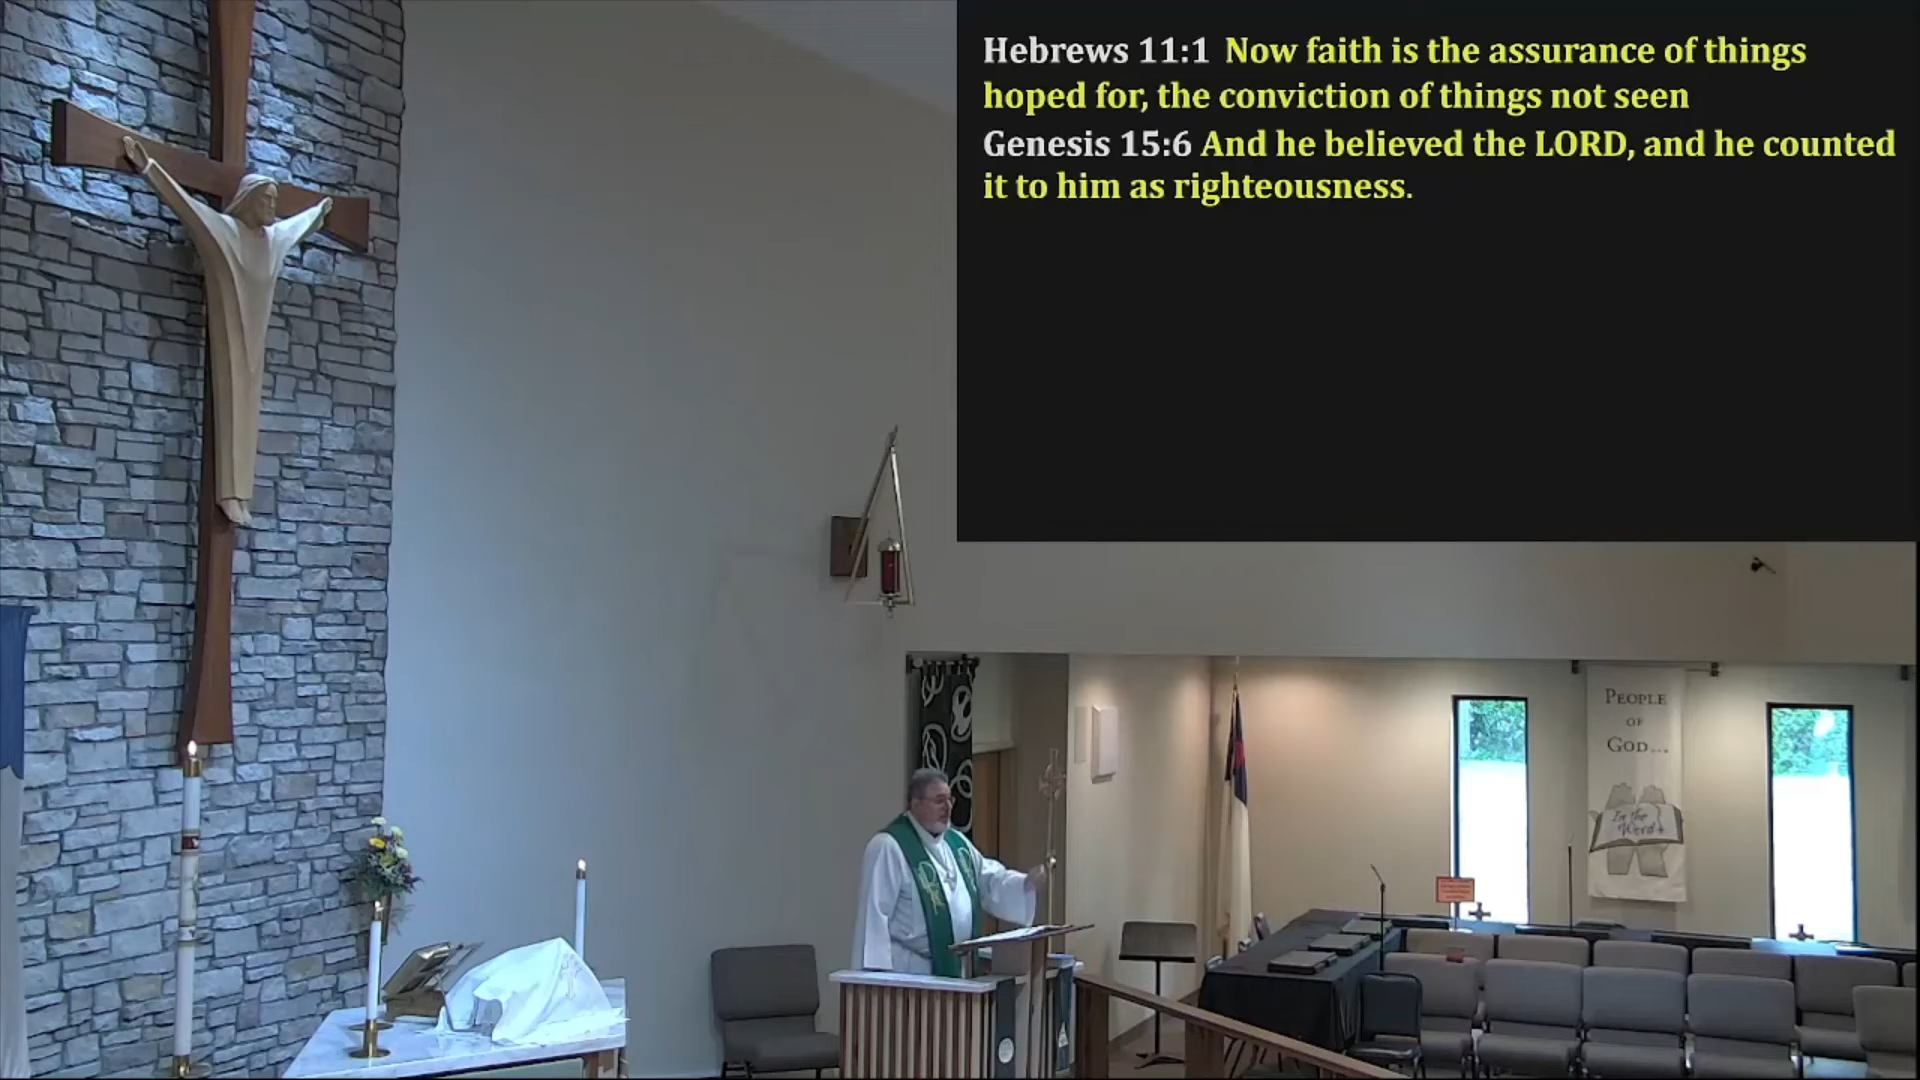 Hebrews 11:1 Now faith is the assurance of things
hoped for, the conviction of things not seen
Genesis 15:6 And he believed the LORD, and he counted
it to him as righteousness.
PEOPLE
OF
GOD...
In the
Word